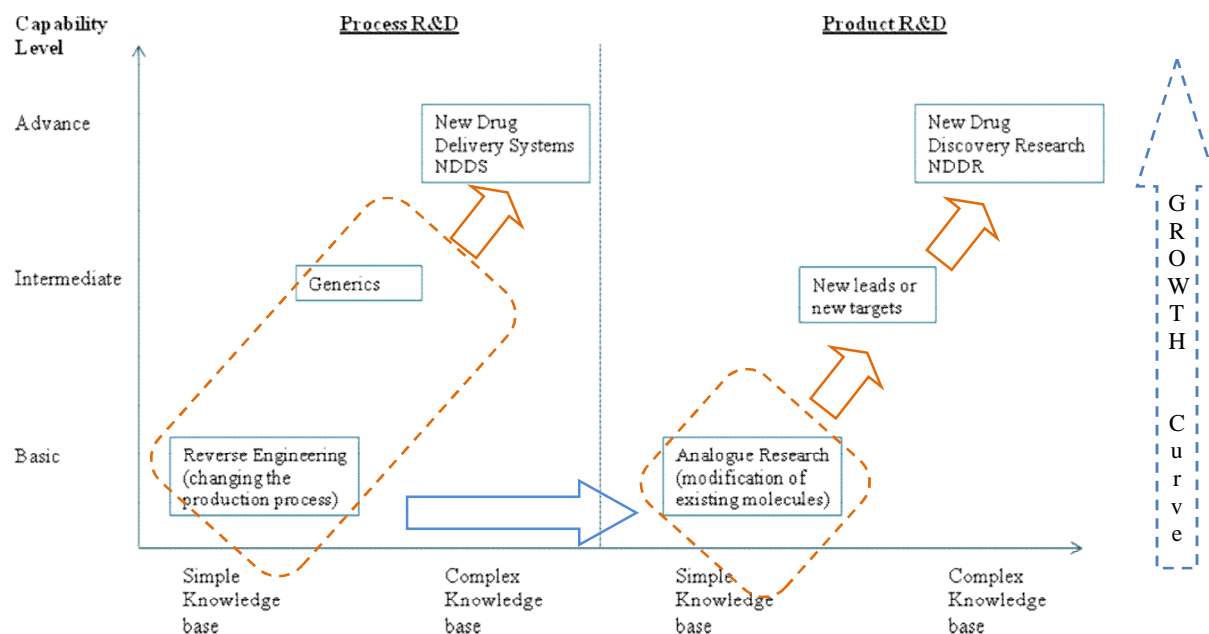 Capability
Level
Process R&D
Product R&D
Advance
New Drug
Delivery Systems
NDDS
New Drug
Discovery Research
NDDR
Intermediate
Generics
New leads or
new targets
Basic
Reverse Engineering
(changing the
production process)
Analogue Research
(modification of
existing molecules)
Simple
Knowledge
base
Complex
Knowledge
base
Simple
Knowledge
base
Complex
Knowledge
base
G
R
O
W
T
H
C
u
r
v
e